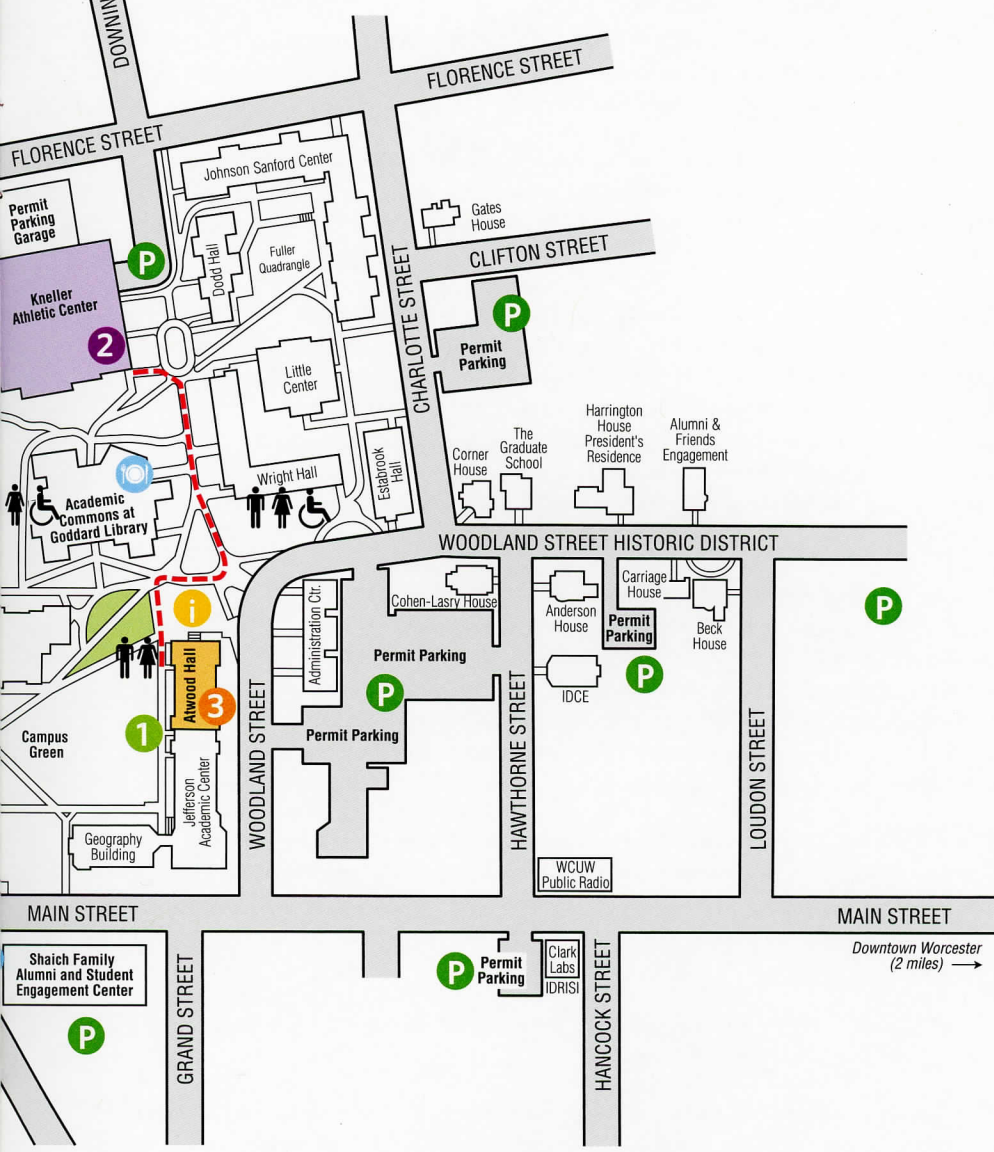 DOWNIN
FLORENCE STREET
FLORENCE STREET
Johnson Sanford Center
Permit
Parking
Garage
Gates
House
CLIFTON STREET
P
Dodd Hall
Fuller
Quadrangle
Kneller
Athletic Center
2
CHARLOTTE STREET
P
Permit
Parking
Little
Center
Harrington
House
President's
Residence
Alumni &
Friends
Engagement
The
Graduate
School
Corner
House
Estabrook
Hall
Wright Hall
Academic
Commons at
Goddard Library
WOODLAND STREET HISTORIC DISTRICT
Cohen-Lasry House
Anderson
House
Carriage
House
Permit
Parking
Beck
House
P
i
Administration Ctr.
Permit Parking
P
P
IDCE
Atwood Hall
3
1
Campus
Green
Permit Parking
WOODLAND STREET
HAWTHORNE STREET
LOUDON STREET
Jefferson
Academic Center
Geography
Building
WCUW
Public Radio
MAIN STREET
MAIN STREET
Downtown Worcester
(2 miles) →
Shaich Family
Alumni and Student
Engagement Center
P
GRAND STREET
P
Permit
Parking
Clark
Labs
IDRISI
HANCOCK STREET